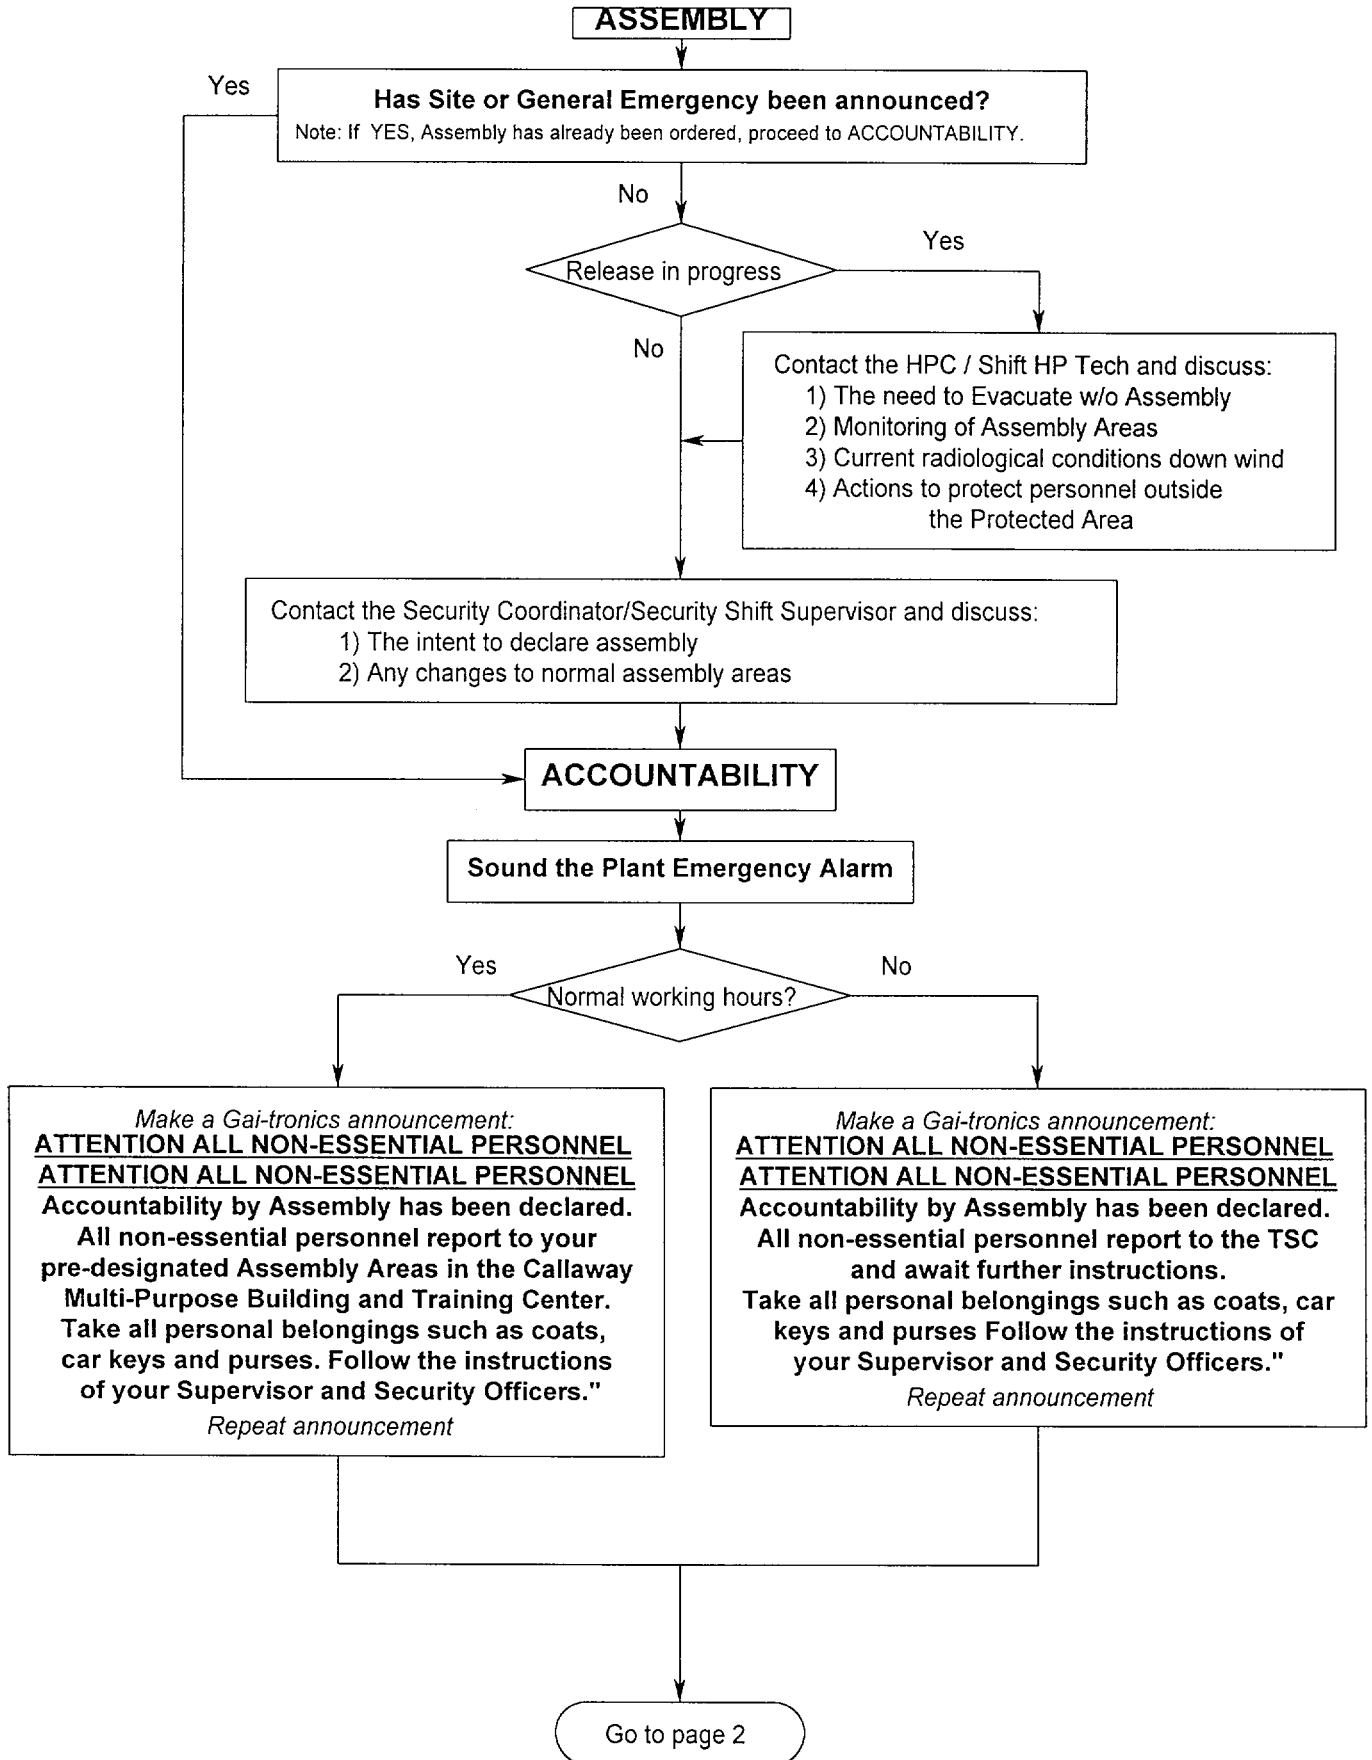 ASSEMBLY
Yes
Has Site or General Emergency been announced?
Note: If YES, Assembly has already been ordered, proceed to ACCOUNTABILITY.
No
Yes
Release in progress
No
Contact the HPC / Shift HP Tech and discuss:
1) The need to Evacuate w/o Assembly
2) Monitoring of Assembly Areas
3) Current radiological conditions down wind
4) Actions to protect personnel outside
the Protected Area
Contact the Security Coordinator/Security Shift Supervisor and discuss:
1) The intent to declare assembly
2) Any changes to normal assembly areas
ACCOUNTABILITY
Sound the Plant Emergency Alarm
Yes
No
Normal working hours?
Make a Gai-tronics announcement:
ATTENTION ALL NON-ESSENTIAL PERSONNEL
ATTENTION ALL NON-ESSENTIAL PERSONNEL
Accountability by Assembly has been declared.
All non-essential personnel report to your
pre-designated Assembly Areas in the Callaway
Multi-Purpose Building and Training Center.
Take all personal belongings such as coats,
car keys and purses. Follow the instructions
of your Supervisor and Security Officers."
Repeat announcement
Make a Gai-tronics announcement:
ATTENTION ALL NON-ESSENTIAL PERSONNEL
ATTENTION ALL NON-ESSENTIAL PERSONNEL
Accountability by Assembly has been declared.
All non-essential personnel report to the TSC
and await further instructions.
Take all personal belongings such as coats, car
keys and purses Follow the instructions of
your Supervisor and Security Officers."
Repeat announcement
Go to page 2